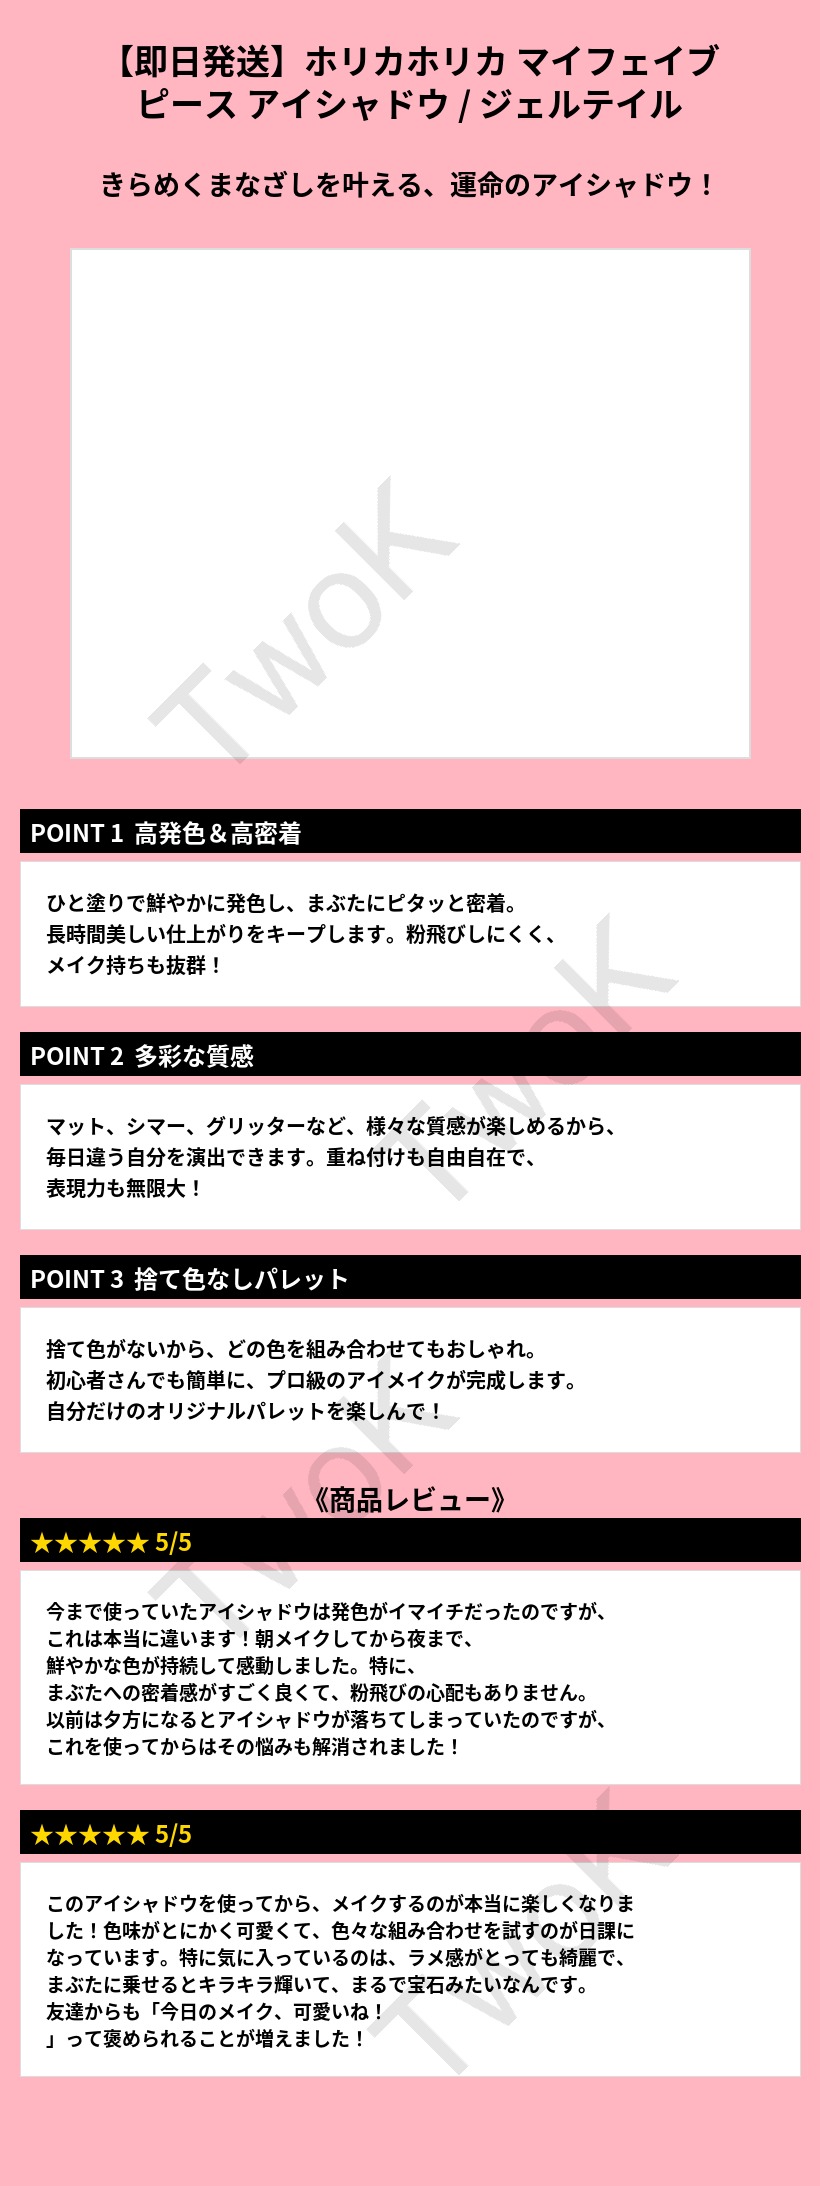 【即日発送】ホリカホリカ マイフェイブ
ピース アイシャドウ / ジェルテイル
きらめくまなざしを叶える、運命のアイシャドウ！
TwoK
POINT 1 高発色＆高密着
ひと塗りで鮮やかに発色し、まぶたにピタッと密着。
長時間美しい仕上がりをキープします。粉飛びしにくく、
メイク持ちも抜群！
TwoK
POINT 2 多彩な質感
マット、シマー、グリッターなど、様々な質感が楽しめるから、
毎日違う自分を演出できます。重ね付けも自由自在で、
表現力も無限大！
POINT 3 捨て色なしパレット
捨て色がないから、どの色を組み合わせてもおしゃれ。
初心者さんでも簡単に、プロ級のアイメイクが完成します。
自分だけのオリジナルパレットを楽しんで！
TwoK
《商品レビュー》
★★★★★ 5/5
今まで使っていたアイシャドウは発色がイマイチだったのですが、
これは本当に違います！朝メイクしてから夜まで、
鮮やかな色が持続して感動しました。特に、
まぶたへの密着感がすごく良くて、粉飛びの心配もありません。
以前は夕方になるとアイシャドウが落ちてしまっていたのですが、
これを使ってからはその悩みも解消されました！
★★★★★ 5/5
このアイシャドウを使ってから、メイクするのが本当に楽しくなりま
した！色味がとにかく可愛くて、色々な組み合わせを試すのが日課に
なっています。特に気に入っているのは、ラメ感がとっても綺麗で、
まぶたに乗せるとキラキラ輝いて、まるで宝石みたいなんです。
友達からも「今日のメイク、可愛いね！
」って褒められることが増えました！
TwoK